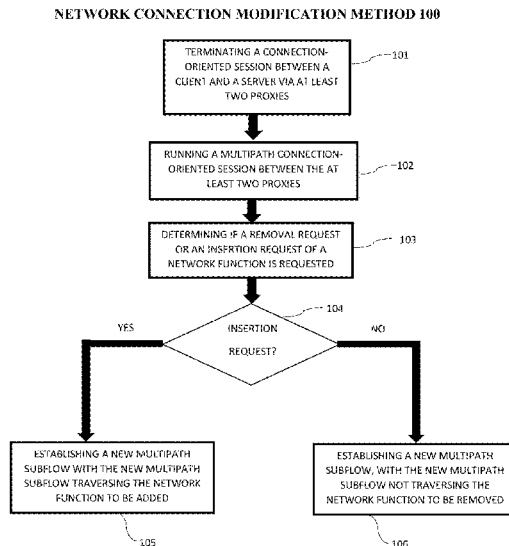 NETWORK CONNECTION MODIFICATION METHOD 100
TERMINATING A CONNECTION-
ORIENTED SESSION BETWEEN A
CLIENT AND A SERVER VIA AT LEAST
TWO PROXIES
101
RUNNING A MULTIPATH CONNECTION-
ORIENTED SESSION BETWEEN THE AT
LEAST TWO PROXIES
102
DETERMINING IF A REMOVAL REQUEST
OR AN INSERTION REQUEST OF A
NETWORK FUNCTION IS REQUESTED
103
104
YES
INSERTION
REQUEST?
NO
ESTABLISHING A NEW MULTIPATH
SUBFLOW WITH THE NEW MULTIPATH
SUBFLOW TRAVERSING THE NETWORK
FUNCTION TO BE ADDED
105
ESTABLISHING A NEW MULTIPATH
SUBFLOW, WITH THE NEW MULTIPATH
SUBFLOW NOT TRAVERSING THE
NETWORK FUNCTION TO BE REMOVED
106